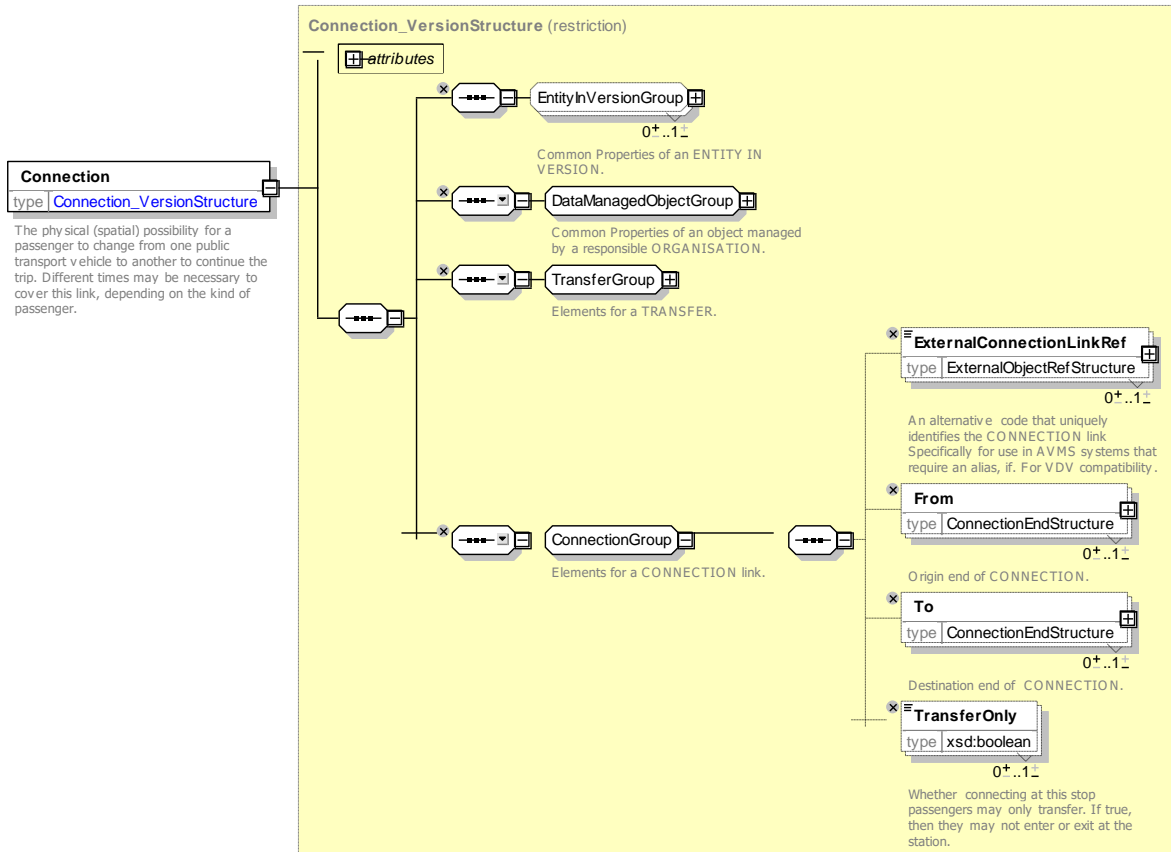 Connection_VersionStructure (restriction)
attributes
EntityInVersionGroup
0..1
Common Properties of an ENTITY IN
VERSION.
Connection
type Connection_VersionStructure
The physical (spatial) possibility for a
passenger to change from one public
transport vehicle to another to continue the
trip. Different times may be necessary to
cover this link, depending on the kind of
passenger.
DataManagedObjectGroup
Common Properties of an object managed
by a responsible ORGANISATION.
TransferGroup
Elements for a TRANSFER.
ExternalConnectionLinkRef
type ExternalObjectRefStructure
0..1
An alternative code that uniquely
identifies the CONNECTION link
Specifically for use in AVMS systems that
require an alias, if. For VDV compatibility.
From
type ConnectionEndStructure
0..1
Origin end of CONNECTION.
ConnectionGroup
Elements for a CONNECTION link.
To
type ConnectionEndStructure
0..1
Destination end of CONNECTION.
TransferOnly
type xsd:boolean
0..1
Whether connecting at this stop
passengers may only transfer. If true,
then they may not enter or exit at the
station.